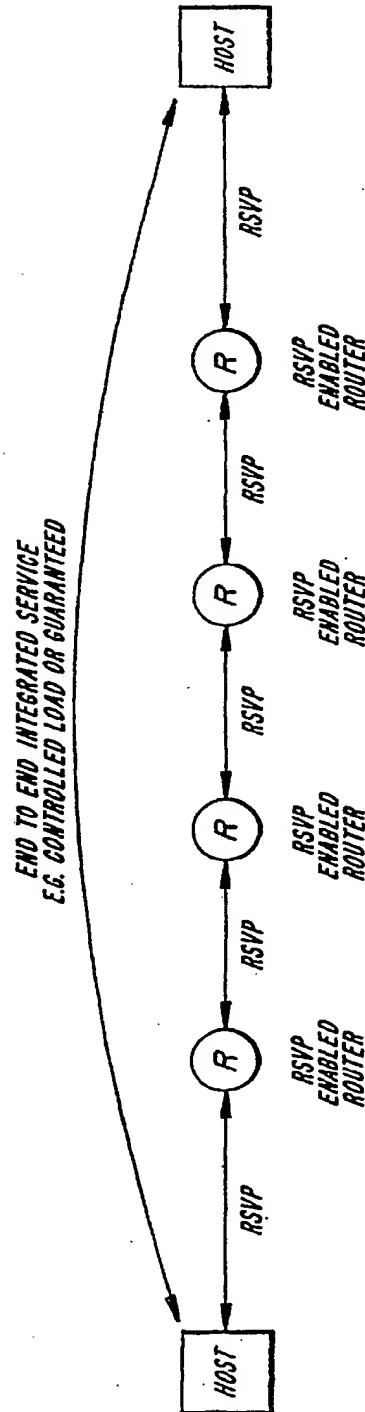 END TO END INTEGRATED SERVICE
E.G. CONTROLLED LOAD OR GUARANTEED
HOST
RSVP
R
RSVP
R
RSVP
R
RSVP
R
RSVP
HOST
RSVP
ENABLED
ROUTER
RSVP
ENABLED
ROUTER
RSVP
ENABLED
ROUTER
RSVP
ENABLED
ROUTER